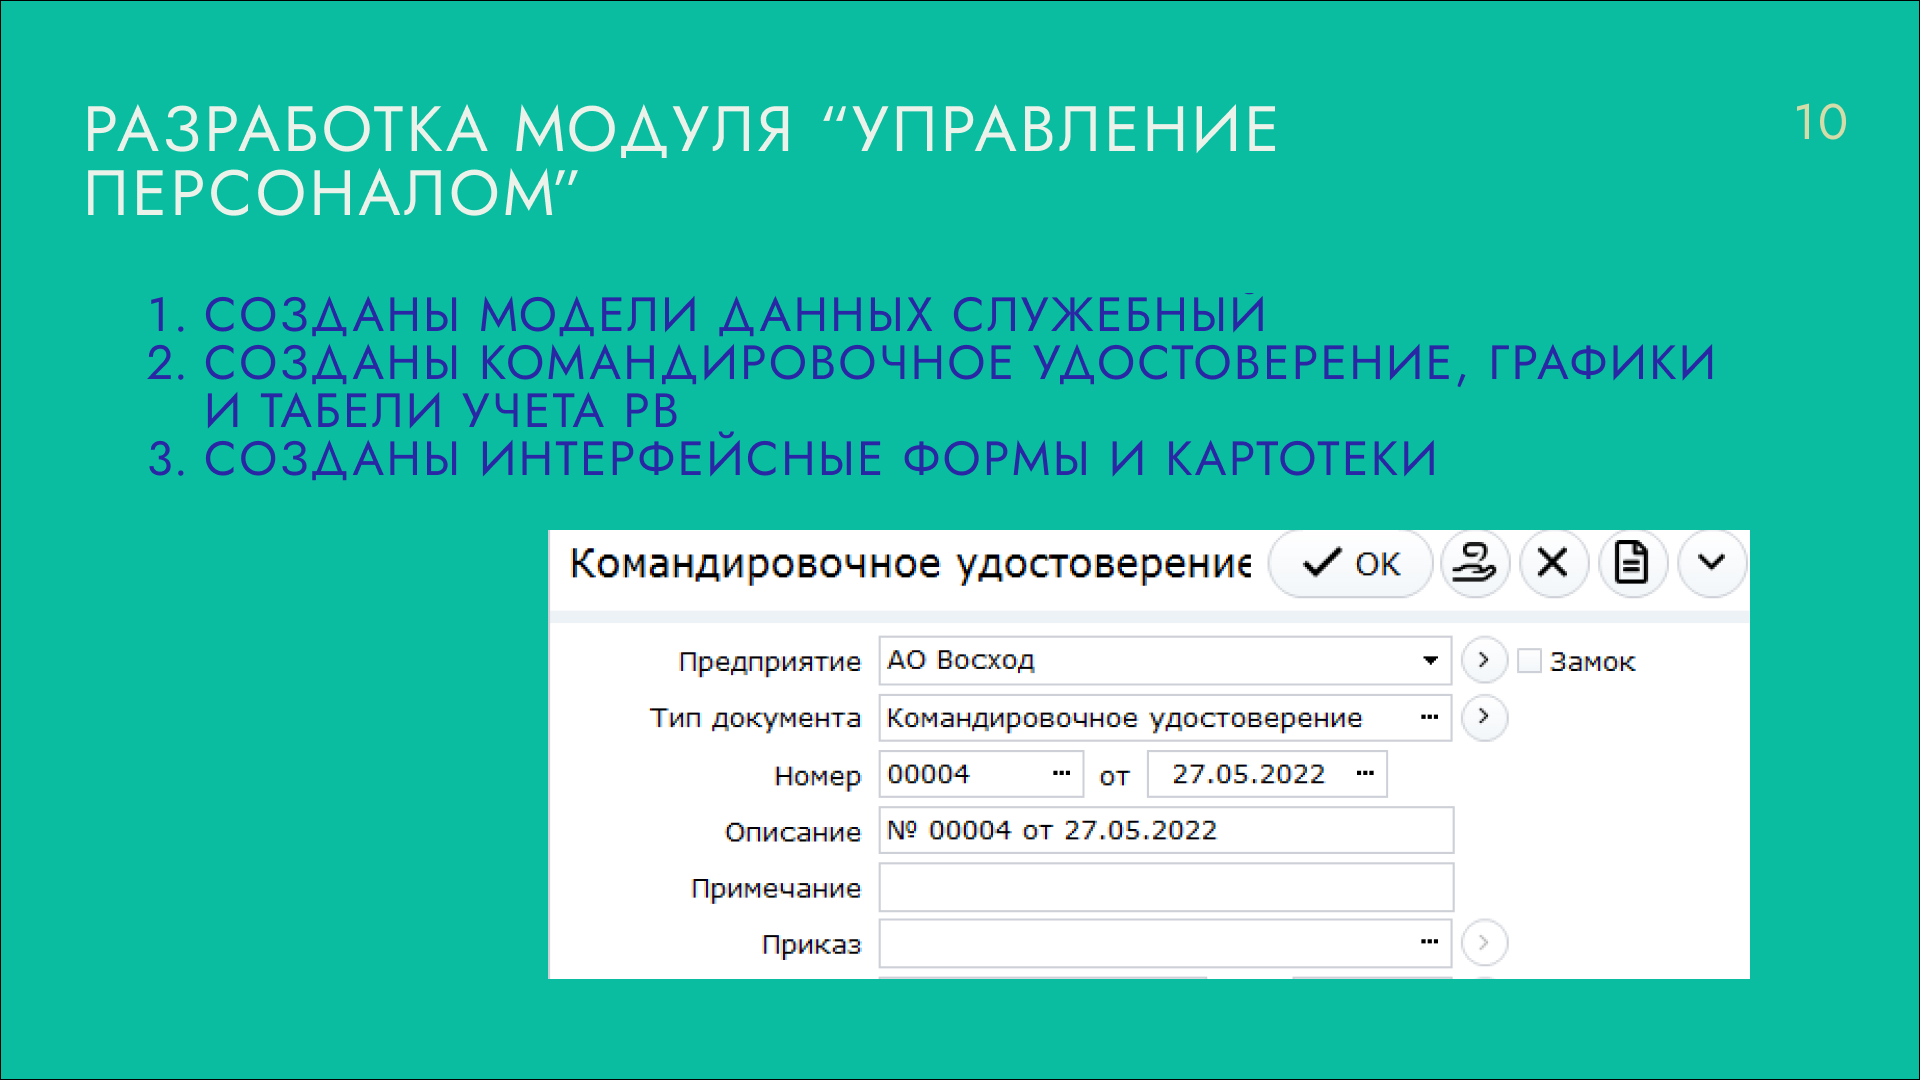 РАЗРАБОТКА МОДУЛЯ “УПРАВЛЕНИЕ
ПЕРСОНАЛОМ”
10
1. СОЗДАНЫ МОДЕЛИ ДАННЫХ СЛУЖЕБНЫЙ
2. СОЗДАНЫ КОМАНДИРОВОЧНОЕ УДОСТОВЕРЕНИЕ, ГРАФИКИ
И ТАБЕЛИ УЧЕТА РВ
3. СОЗДАНЫ ИНТЕРФЕЙСНЫЕ ФОРМЫ И КАРТОТЕКИ
Командировочное удостоверение OK
Предприятие АО Восход Замок
Тип документа Командировочное удостоверение ...
Номер 00004 ... от 27.05.2022 ...
Описание № 00004 от 27.05.2022
Примечание
Приказ ...